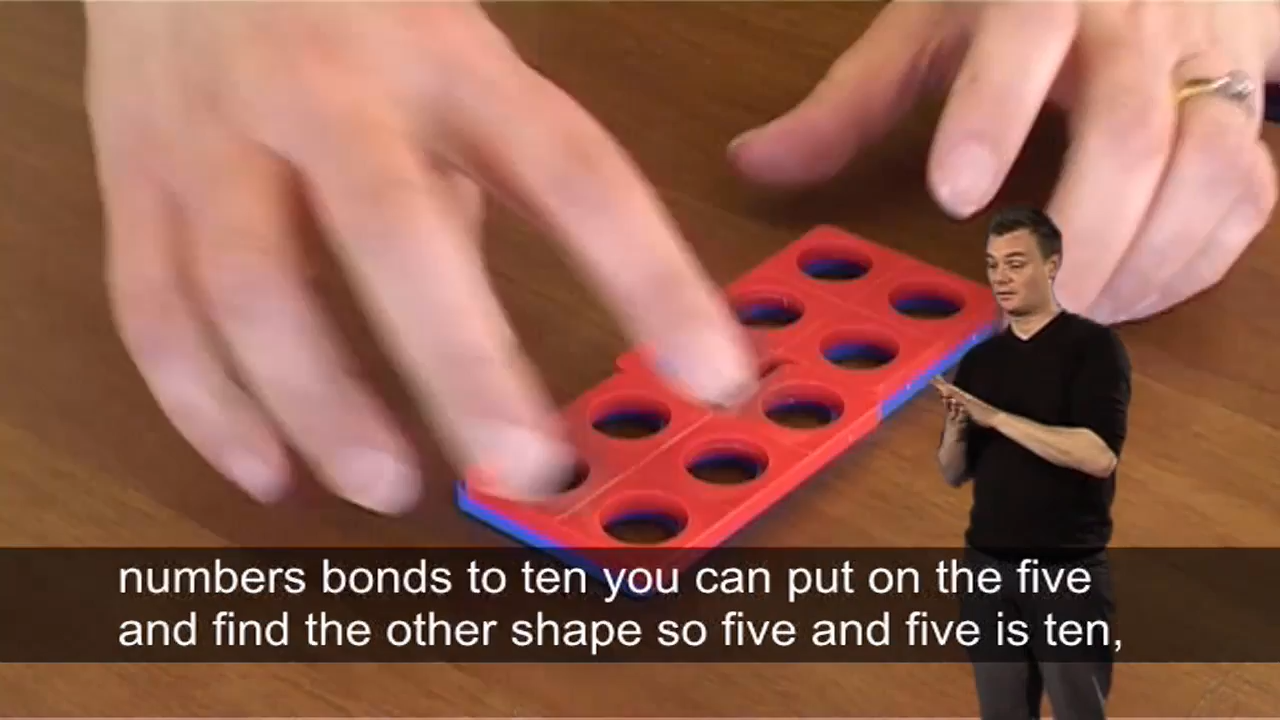 numbers bonds to ten you can put on the five
and find the other shape so five and five is ten,